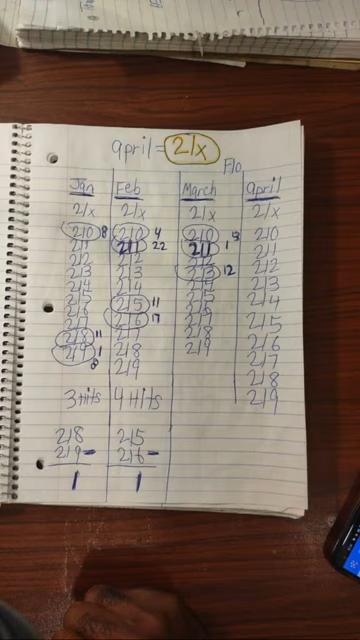 april = 21x
Flo
Jan Feb March April
21x 21x 21x 21x
210 8 210 4 210 13 210
211 211 22 211 1 211
212 212 212 212
213 213 213 12 213
214 214 214 214
215 215 11 215 215
216 216 17 216 216
217 217 217 217
218 11 218 218 218
219 1 219 219 219
8
3 Hits 4 Hits
218 215
219 - 216 -
1 1